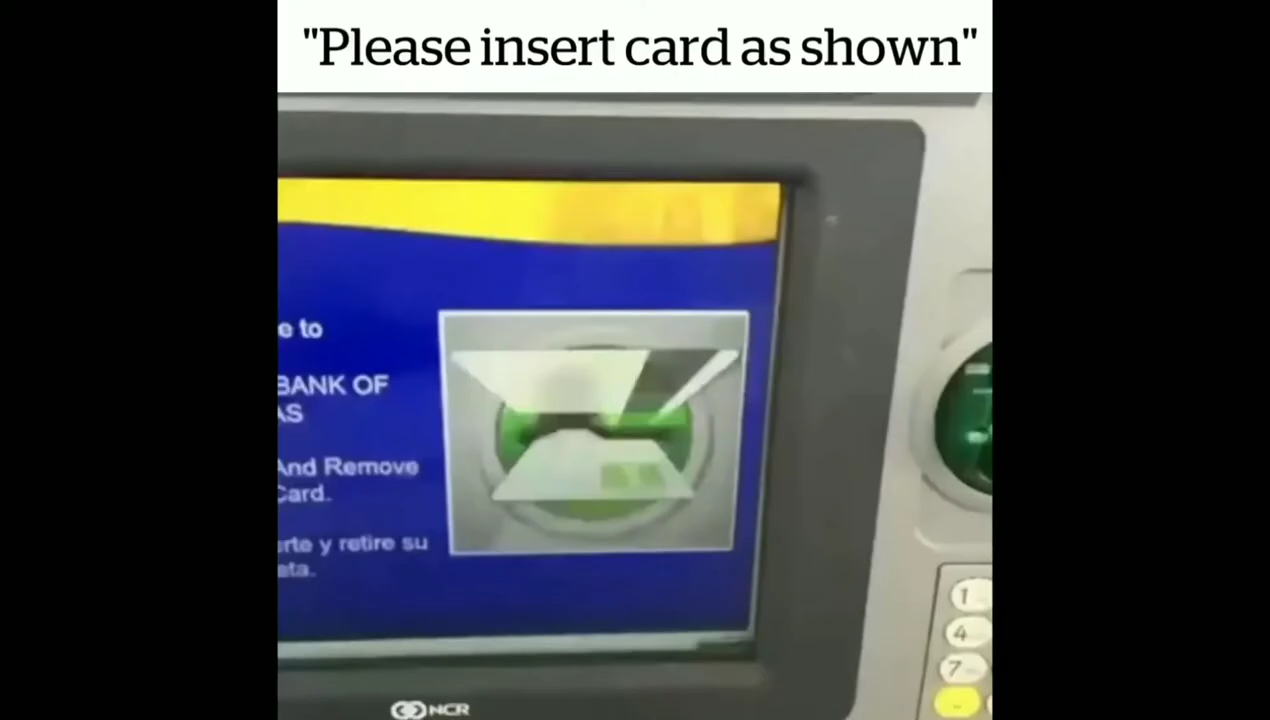 "Please insert card as shown"
e to
BANK OF
AS
And Remove
Card.
erte y retire su
eta.
NCR
1
4
7